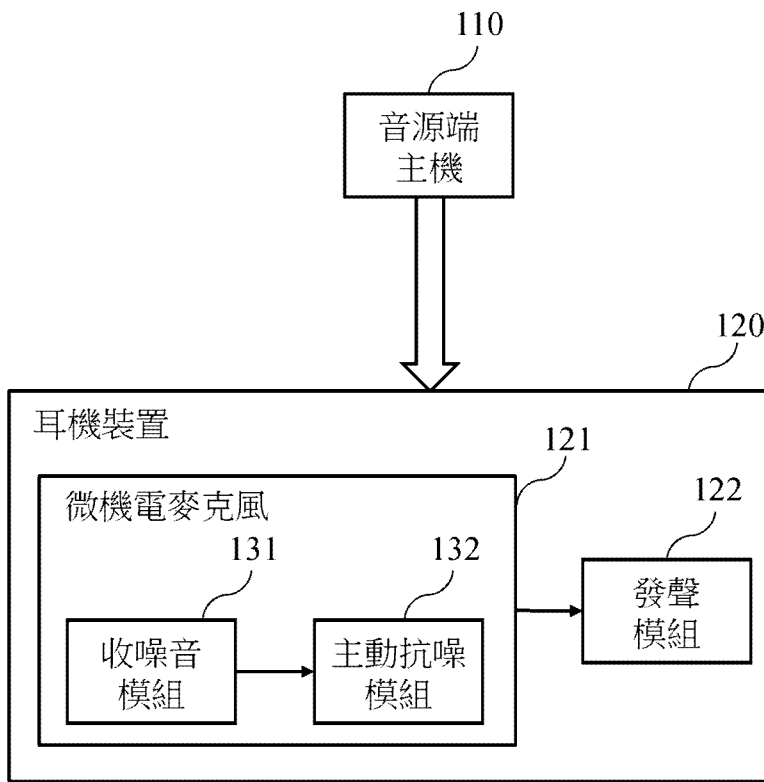 110
音源端
主機
120
耳機裝置
121
微機電麥克風
122
131
132
發聲
模組
收噪音
模組
主動抗噪
模組